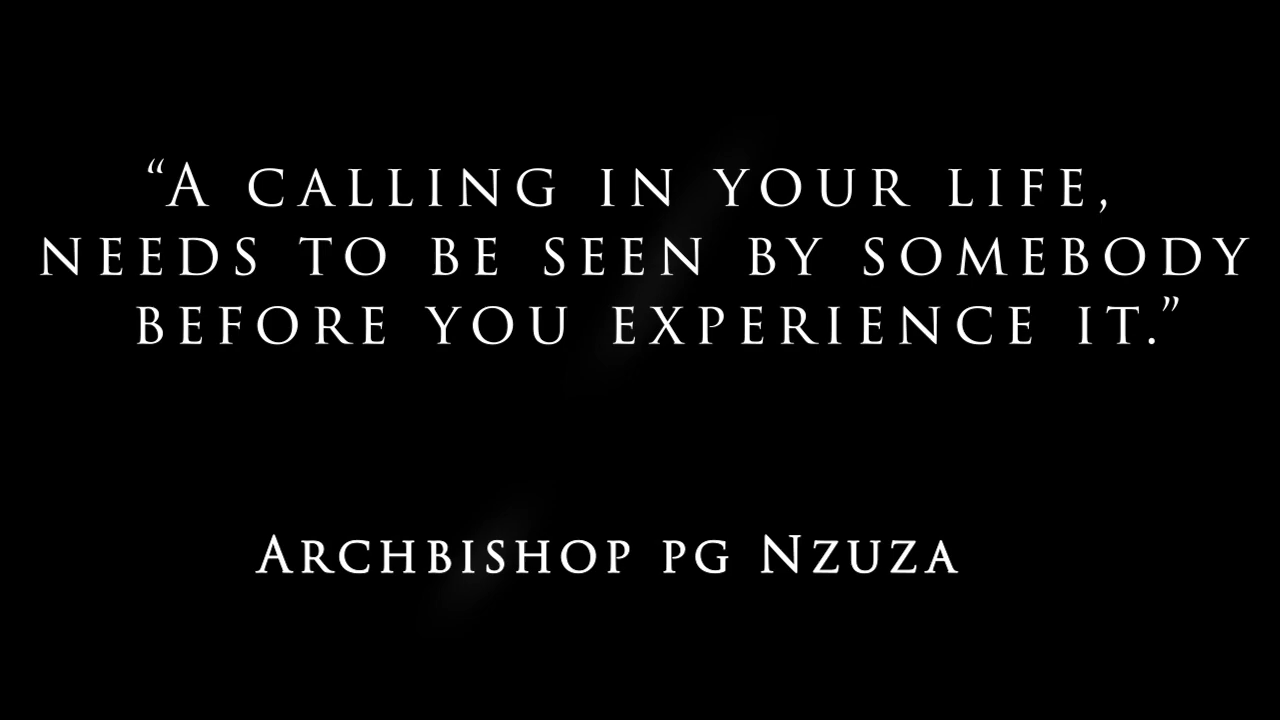 “A CALLING IN YOUR LIFE,
NEEDS TO BE SEEN BY SOMEBODY
BEFORE YOU EXPERIENCE IT.”
ARCHBISHOP PG NZUZA